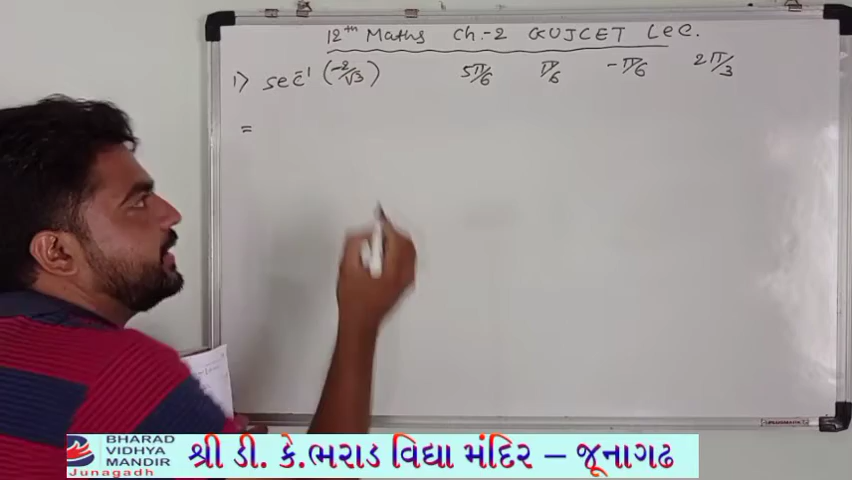 12th Maths Ch.-2 GUJCET Lec.
1) sec⁻¹ (-2/√3) 5π/6 π/6 -π/6 2π/3
=
BHARAD
VIDHYA
MANDIR
Junagadh
શ્રી ડી. કે.ભરાડ વિદ્યા મંદિર – જૂનાગઢ